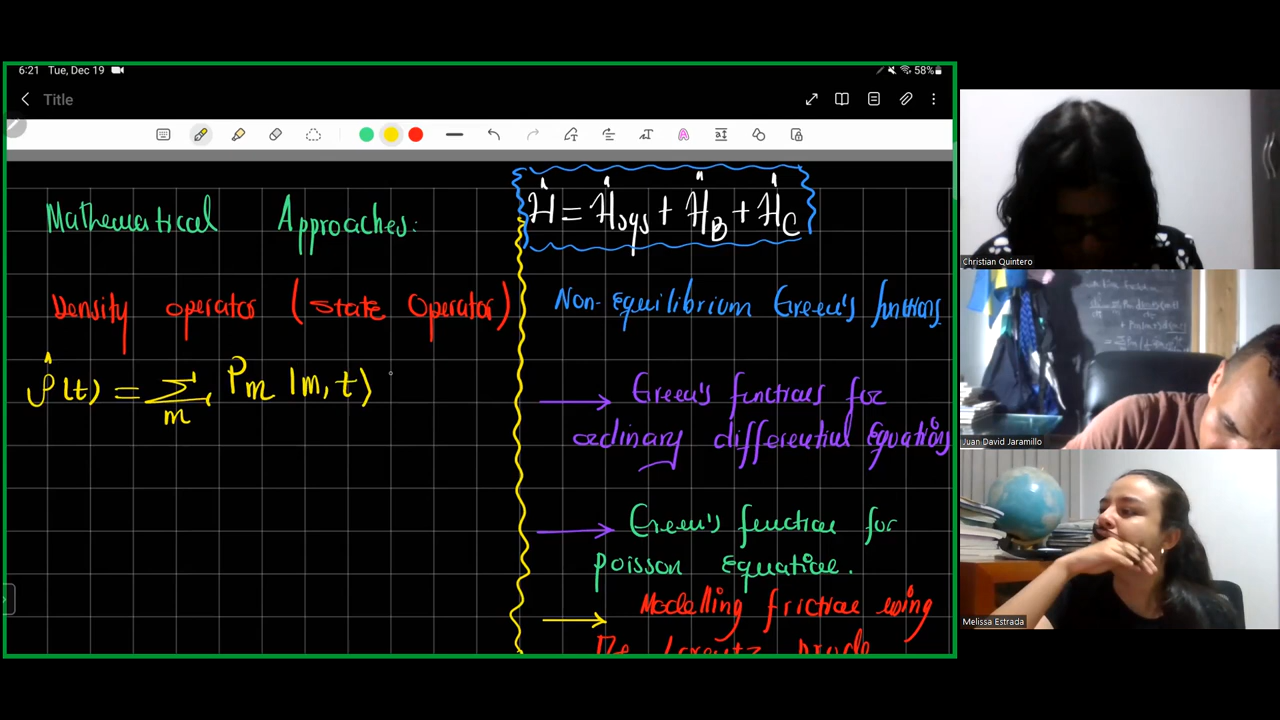 6:21 Tue, Dec 19
58%
Title
Mathematical Approaches:
Density operator (state Operator)
ρ̂(t) = ∑ₘ Pₘ |m, t⟩
Ĥ = Ĥsys + ĤB + ĤC
Non-Equilibrium Green's functions
→ Green's functions for
ordinary differential Equations
→ Green's function for
poisson Equation.
→ Modelling friction using
The Lorentz
Christian Quintero
Juan David Jaramillo
Melissa Estrada